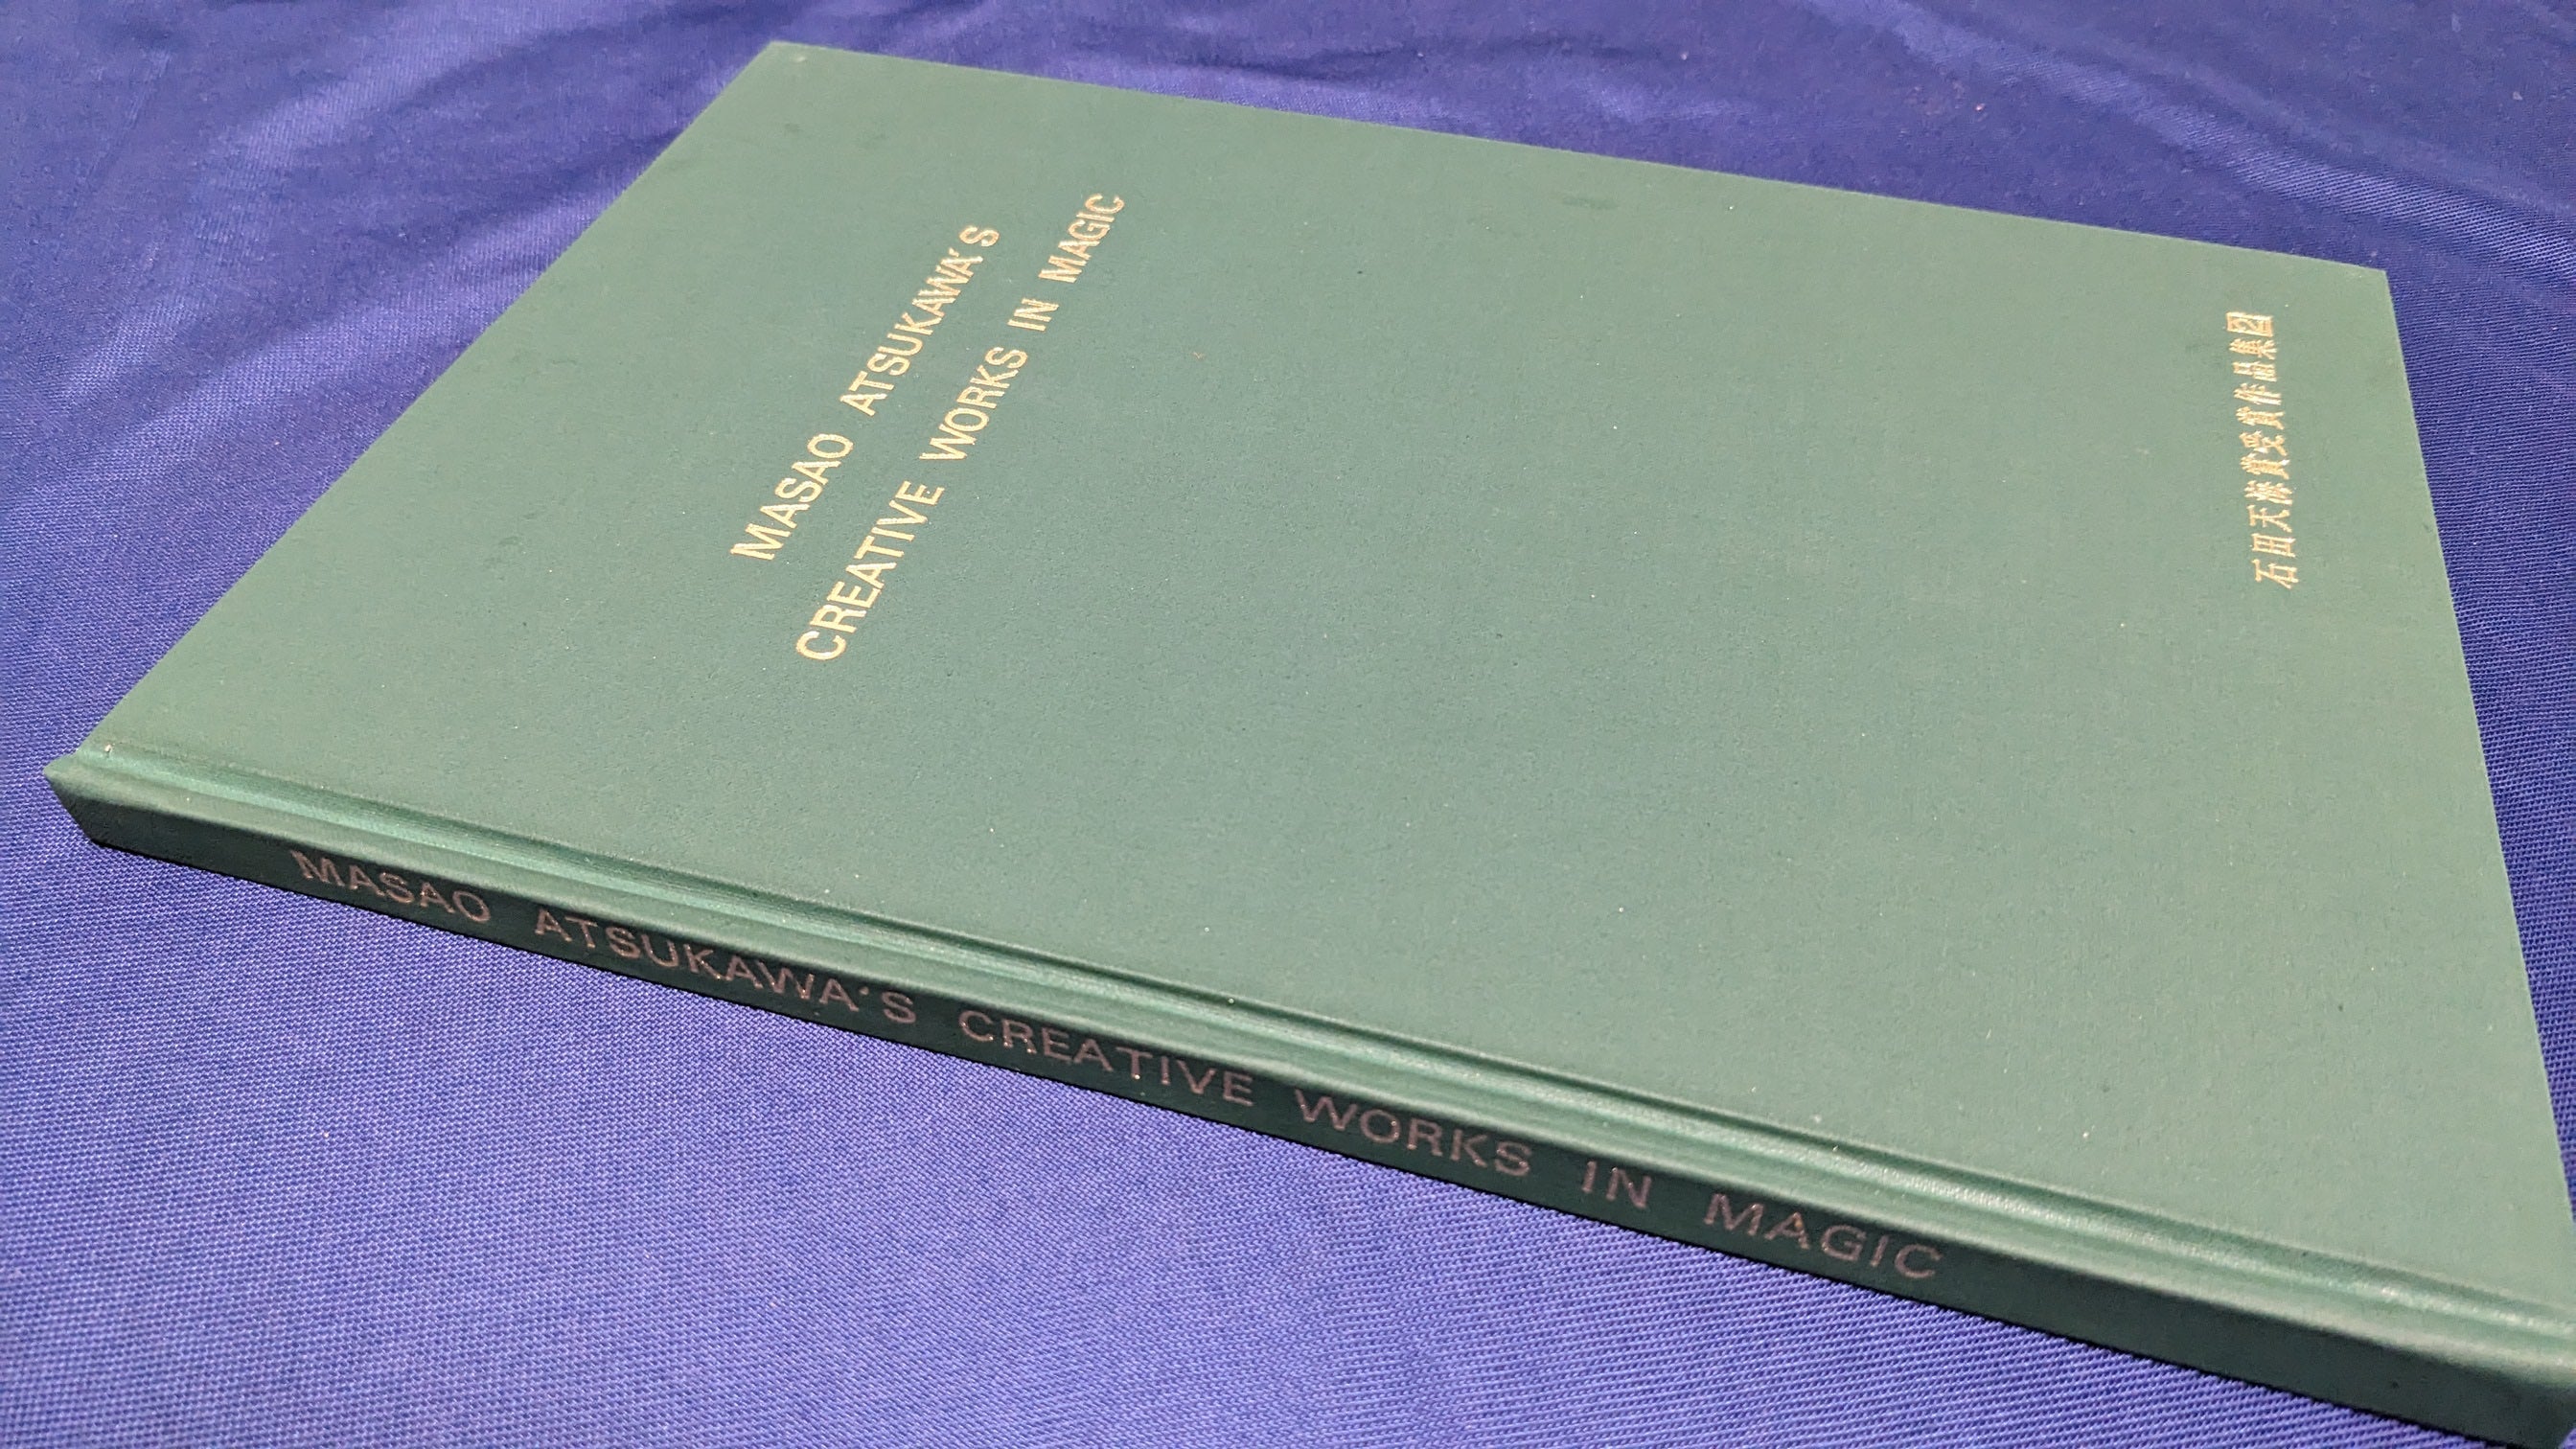 MASAO ATSUKAWA'S
CREATIVE WORKS IN MAGIC
石田天海賞受賞作品集2
MASAO ATSUKAWA'S CREATIVE WORKS IN MAGIC